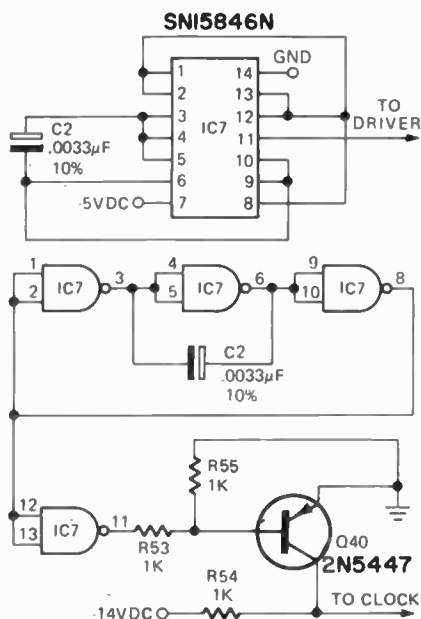 SN15846N
1
2
3
4
5
6
7
14
13
12
11
10
9
8
IC7
GND
TO
DRIVER
C2
.0033µF
10%
-5VDC
1
2
IC7
3
4
5
IC7
6
9
10
IC7
8
C2
.0033µF
10%
12
13
IC7
11
R53
1K
R55
1K
Q40
2N5447
R54
1K
-14VDC
TO CLOCK